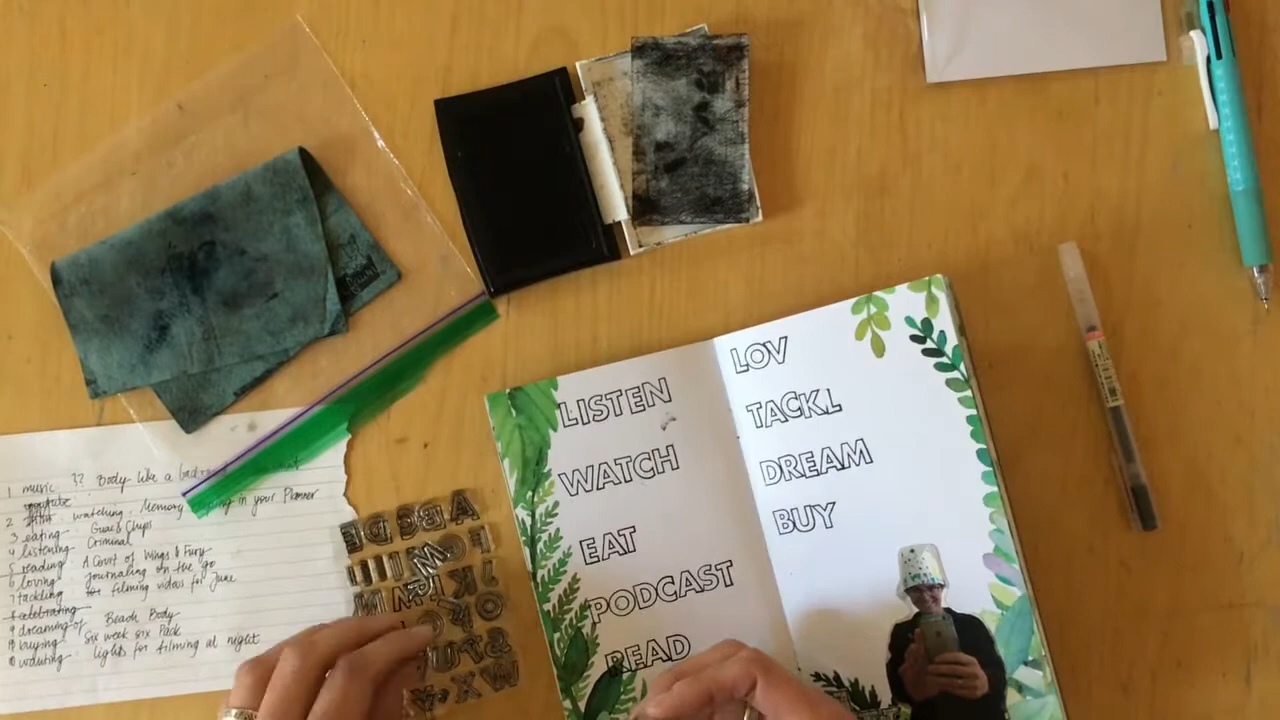 LISTEN
WATCH
EAT
PODCAST
READ
LOV
TACKL
DREAM
BUY
1 music ?? Body like a
2 watching. Memory in your Planner
3 eating Guac & Chips
4 listening Criminal
5 reading A Court of Wings & Fury
6 loving journaling on the go
7 tackling filming videos for June
8 celebrating
9 dreaming of Beach Body
10 buying Six week six Pack
lights for filming at night